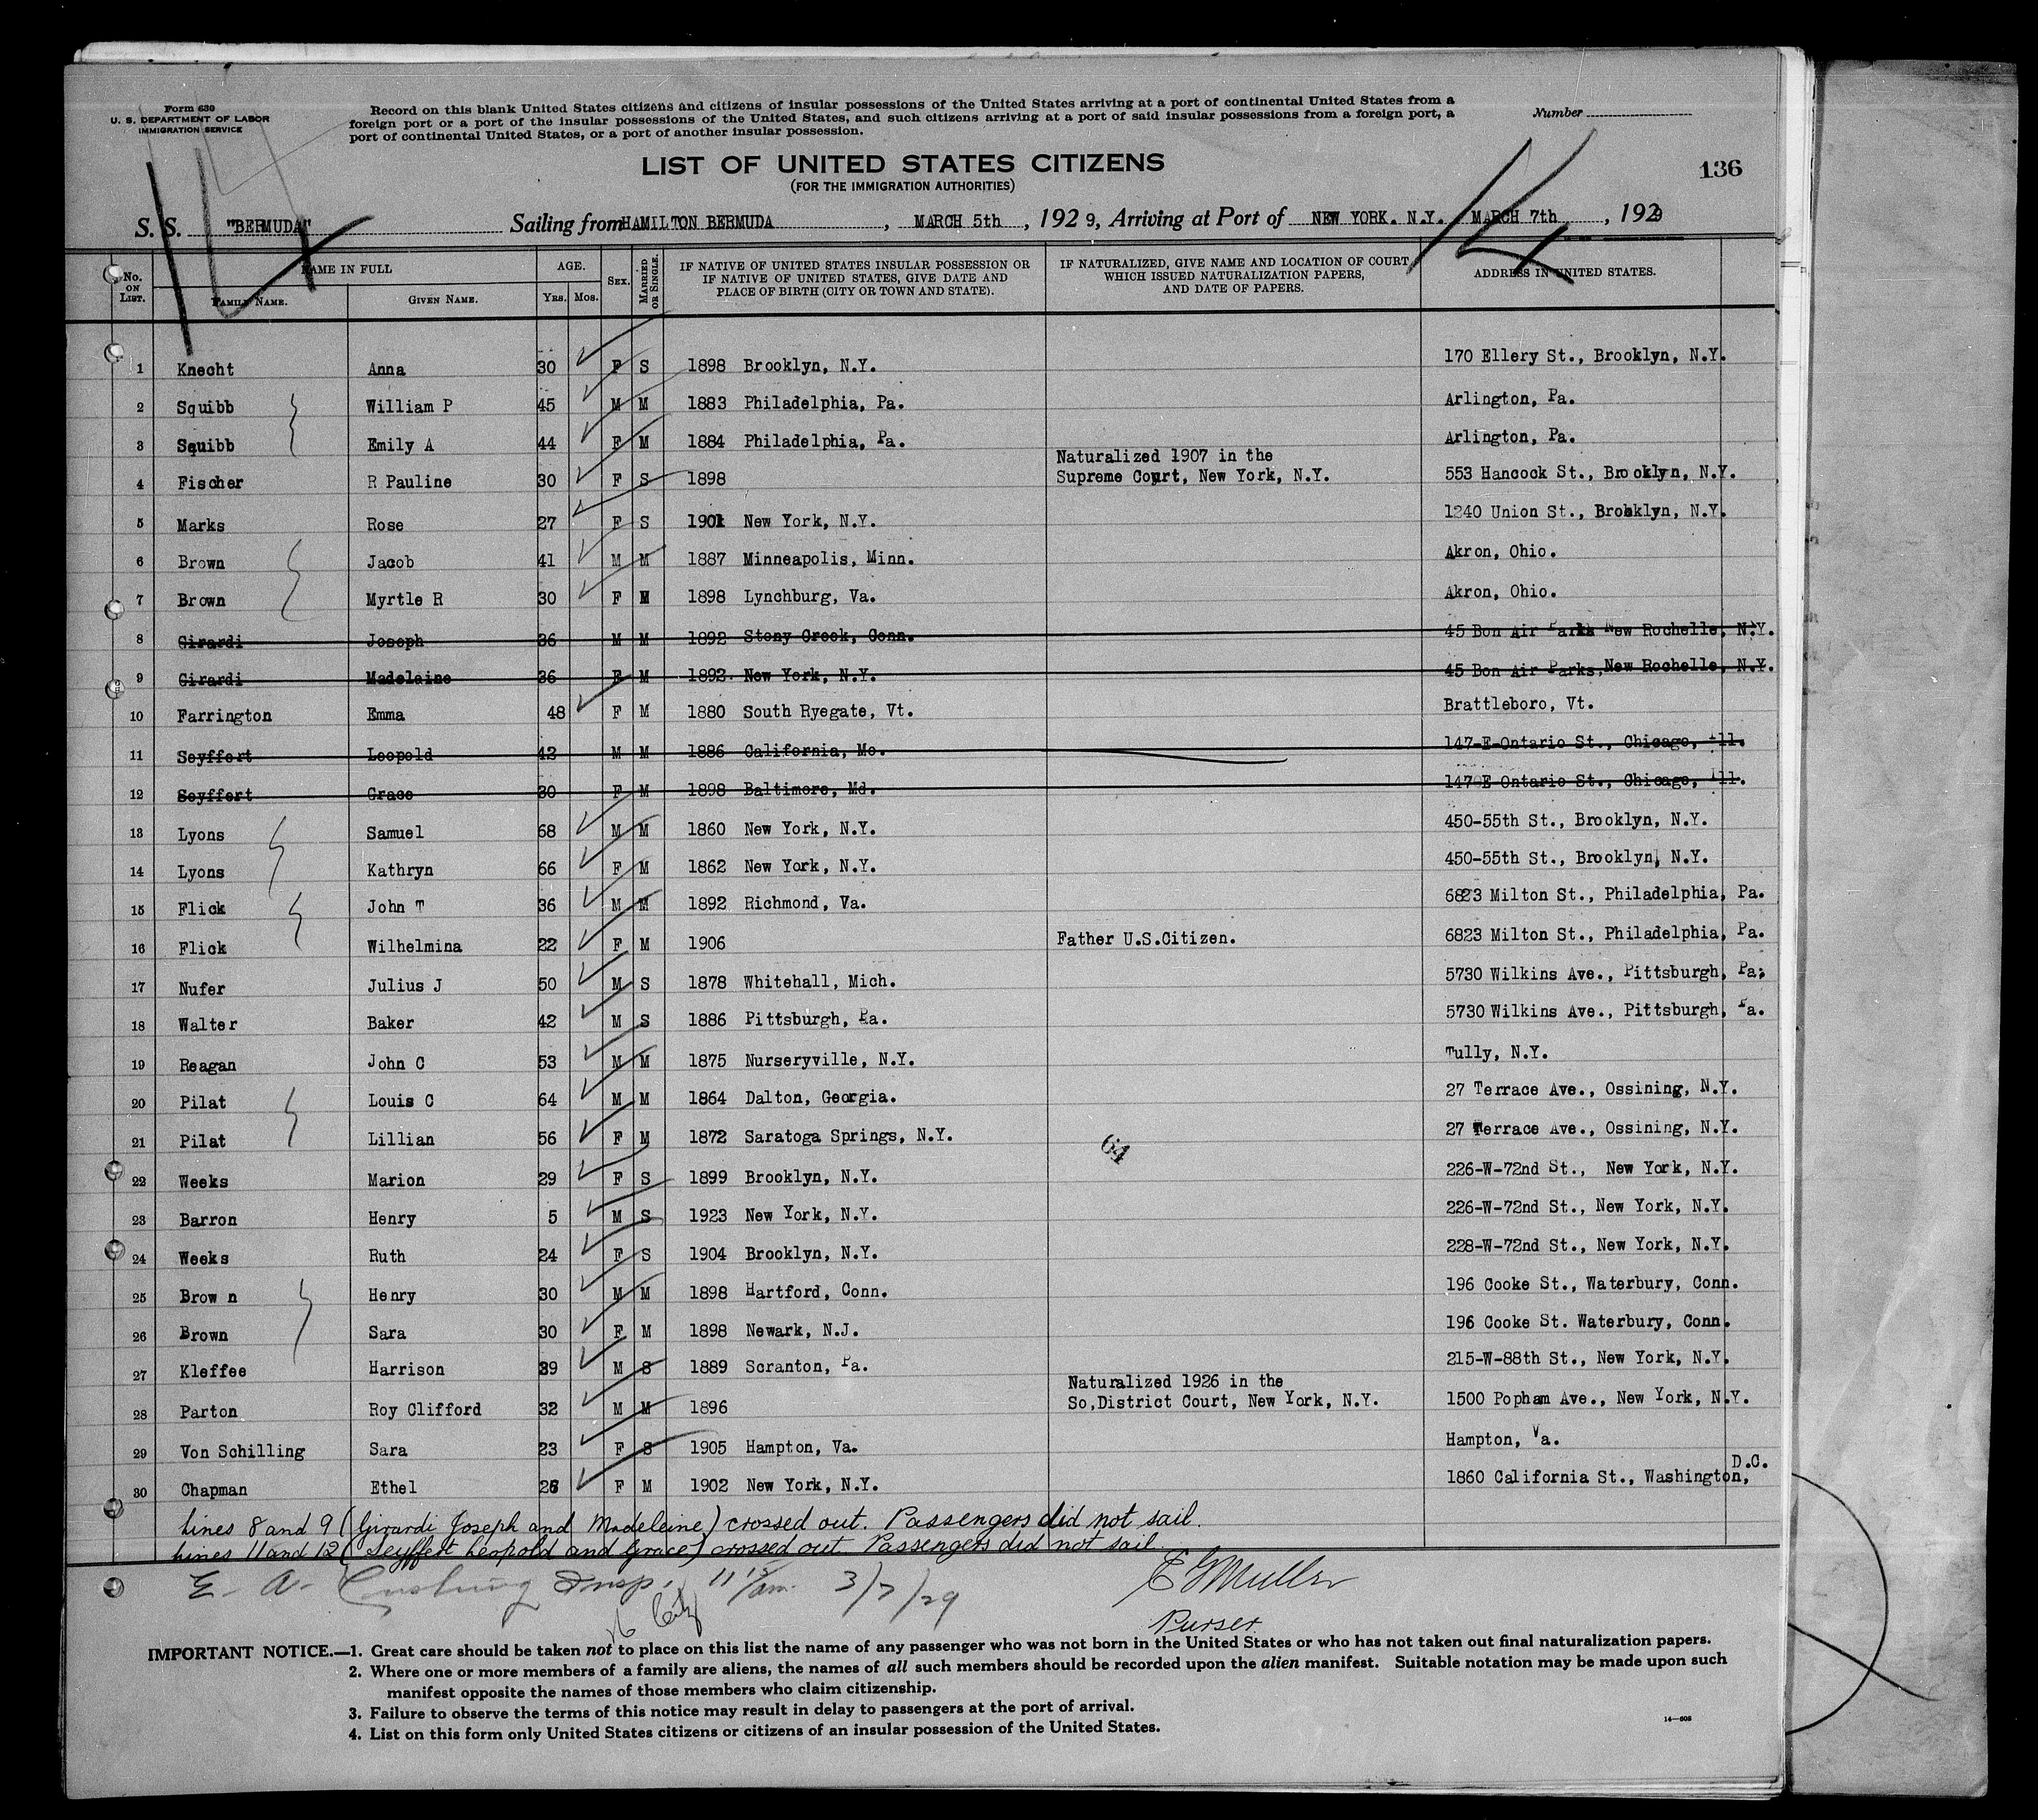 Form 630
U. S. DEPARTMENT OF LABOR
IMMIGRATION SERVICE
Record on this blank United States citizens and citizens of insular possessions of the United States arriving at a port of continental United States from a
foreign port or a port of the insular possessions of the United States, and such citizens arriving at a port of said insular possessions from a foreign port, a
port of continental United States, or a port of another insular possession.
Number
LIST OF UNITED STATES CITIZENS
(FOR THE IMMIGRATION AUTHORITIES)
136
14
14
S. S. "BERMUDA" Sailing from HAMILTON BERMUDA, MARCH 5th, 1929, Arriving at Port of NEW YORK. N.Y. MARCH 7th, 1929
No. ON LIST. NAME IN FULL FAMILY NAME. GIVEN NAME. AGE. YRS. MOS. SEX. MARRIED OR SINGLE. IF NATIVE OF UNITED STATES INSULAR POSSESSION OR IF NATIVE OF UNITED STATES, GIVE DATE AND PLACE OF BIRTH (CITY OR TOWN AND STATE). IF NATURALIZED, GIVE NAME AND LOCATION OF COURT WHICH ISSUED NATURALIZATION PAPERS, AND DATE OF PAPERS. ADDRESS IN UNITED STATES.
1 Knecht Anna 30 F S 1898 Brooklyn, N.Y. 170 Ellery St., Brooklyn, N.Y.
2 Squibb William P 45 M M 1883 Philadelphia, Pa. Arlington, Pa.
3 Squibb Emily A 44 F M 1884 Philadelphia, Pa. Arlington, Pa.
4 Fischer R Pauline 30 F S 1898 Naturalized 1907 in the Supreme Court, New York, N.Y. 553 Hancock St., Brooklyn, N.Y.
5 Marks Rose 27 F S 1901 New York, N.Y. 1240 Union St., Brooklyn, N.Y.
6 Brown Jacob 41 M M 1887 Minneapolis, Minn. Akron, Ohio.
7 Brown Myrtle R 30 F M 1898 Lynchburg, Va. Akron, Ohio.
8 Girardi Joseph 36 M M 1892 Stony Creek, Conn. 45 Bon Air Parks New Rochelle, N.Y.
9 Girardi Madeleine 36 F M 1892. New York, N.Y. 45 Bon Air Parks, New Rochelle, N.Y.
10 Farrington Emma 48 F M 1880 South Ryegate, Vt. Brattleboro, Vt.
11 Seyffert Leopold 42 M M 1886 California, Mo. 147-E-Ontario St., Chicago, Ill.
12 Seyffert Grace 30 F M 1898 Baltimore, Md. 147 E-Ontario St., Chicago, Ill.
13 Lyons Samuel 68 M M 1860 New York, N.Y. 450-55th St., Brooklyn, N.Y.
14 Lyons Kathryn 66 F M 1862 New York, N.Y. 450-55th St., Brooklyn, N.Y.
15 Flick John T 36 M M 1892 Richmond, Va. 6823 Milton St., Philadelphia, Pa.
16 Flick Wilhelmina 22 F M 1906 Father U.S.Citizen. 6823 Milton St., Philadelphia, Pa.
17 Nufer Julius J 50 M S 1878 Whitehall, Mich. 5730 Wilkins Ave., Pittsburgh, Pa.
18 Walter Baker 42 M S 1886 Pittsburgh, Pa. 5730 Wilkins Ave., Pittsburgh, Pa.
19 Reagan John C 53 M M 1875 Nurseryville, N.Y. Tully, N.Y.
20 Pilat Louis C 64 M M 1864 Dalton, Georgia. 27 Terrace Ave., Ossining, N.Y.
21 Pilat Lillian 56 F M 1872 Saratoga Springs, N.Y. 27 Terrace Ave., Ossining, N.Y.
64
22 Weeks Marion 29 F S 1899 Brooklyn, N.Y. 226-W-72nd St., New York, N.Y.
23 Barron Henry 5 M S 1923 New York, N.Y. 226-W-72nd St., New York, N.Y.
24 Weeks Ruth 24 F S 1904 Brooklyn, N.Y. 228-W-72nd St., New York, N.Y.
25 Brow n Henry 30 M M 1898 Hartford, Conn. 196 Cooke St., Waterbury, Conn.
26 Brown Sara 30 F M 1898 Newark, N.J. 196 Cooke St. Waterbury, Conn.
27 Kleffee Harrison 39 M S 1889 Scranton, Pa. 215-W-88th St., New York, N.Y.
28 Parton Roy Clifford 32 M M 1896 Naturalized 1926 in the So,District Court, New York, N.Y. 1500 Popham Ave., New York, N.Y.
29 Von Schilling Sara 23 F S 1905 Hampton, Va. Hampton, Va.
30 Chapman Ethel 26 F M 1902 New York, N.Y. 1860 California St., Washington, D.C.
Lines 8 and 9 (Girardi Joseph and Madeleine) crossed out. Passengers did not sail.
Lines 11 and 12 (Seyffert Leopold and Grace) crossed out. Passengers did not sail.
E. A. Cushing Insp. 11 15/am. 3/7/29
E G Muller
Purser
IMPORTANT NOTICE.—1. Great care should be taken not to place on this list the name of any passenger who was not born in the United States or who has not taken out final naturalization papers.
2. Where one or more members of a family are aliens, the names of all such members should be recorded upon the alien manifest. Suitable notation may be made upon such
manifest opposite the names of those members who claim citizenship.
3. Failure to observe the terms of this notice may result in delay to passengers at the port of arrival.
4. List on this form only United States citizens or citizens of an insular possession of the United States.
14—608